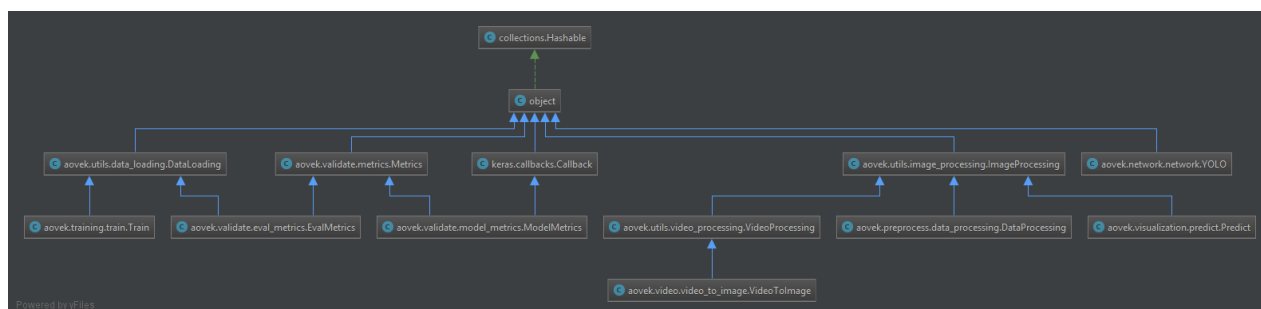 C collections.Hashable
C object
C aovek.utils.data_loading.DataLoading
C aovek.validate.metrics.Metrics
C keras.callbacks.Callback
C aovek.utils.image_processing.ImageProcessing
C aovek.network.network.YOLO
C aovek.training.train.Train
C aovek.validate.eval_metrics.EvalMetrics
C aovek.validate.model_metrics.ModelMetrics
C aovek.utils.video_processing.VideoProcessing
C aovek.preprocess.data_processing.DataProcessing
C aovek.visualization.predict.Predict
C aovek.video.video_to_image.VideoToImage
Powered by yFiles